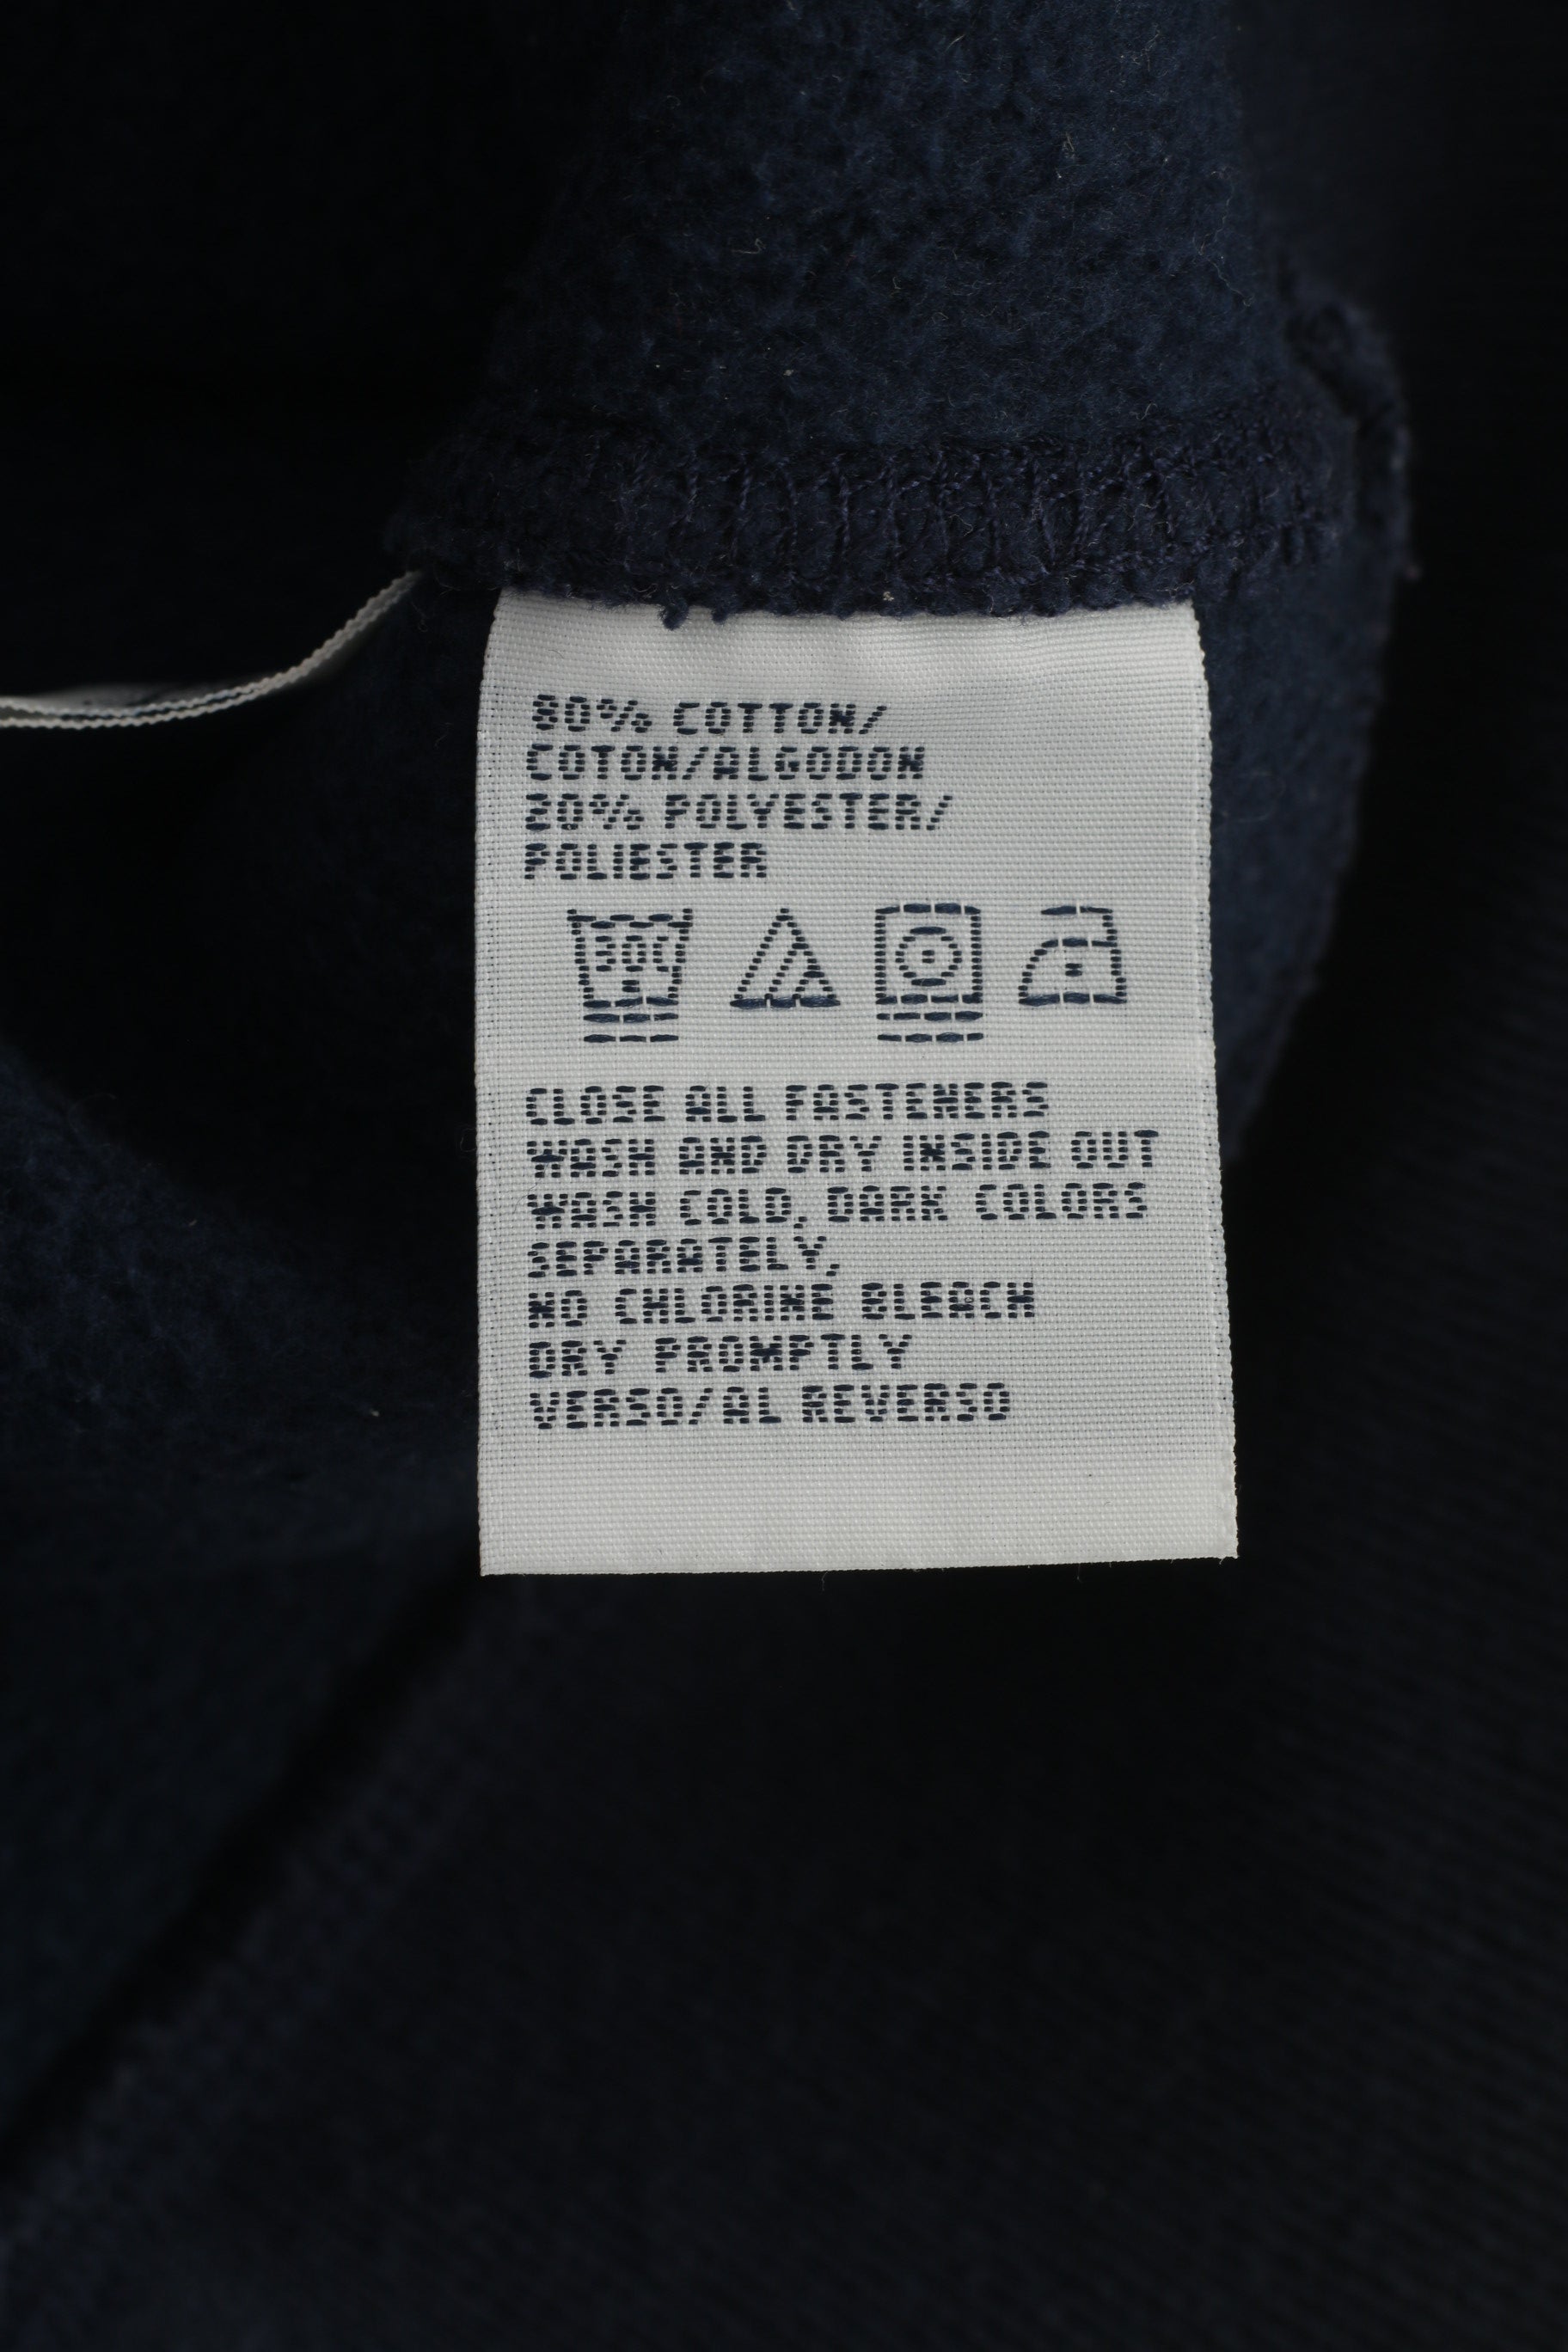 80% COTTON/
COTON/ALGODON
20% POLYESTER/
POLIESTER
30C
CLOSE ALL FASTENERS
WASH AND DRY INSIDE OUT
WASH COLD, DARK COLORS
SEPARATELY,
NO CHLORINE BLEACH
DRY PROMPTLY
VERSO/AL REVERSO